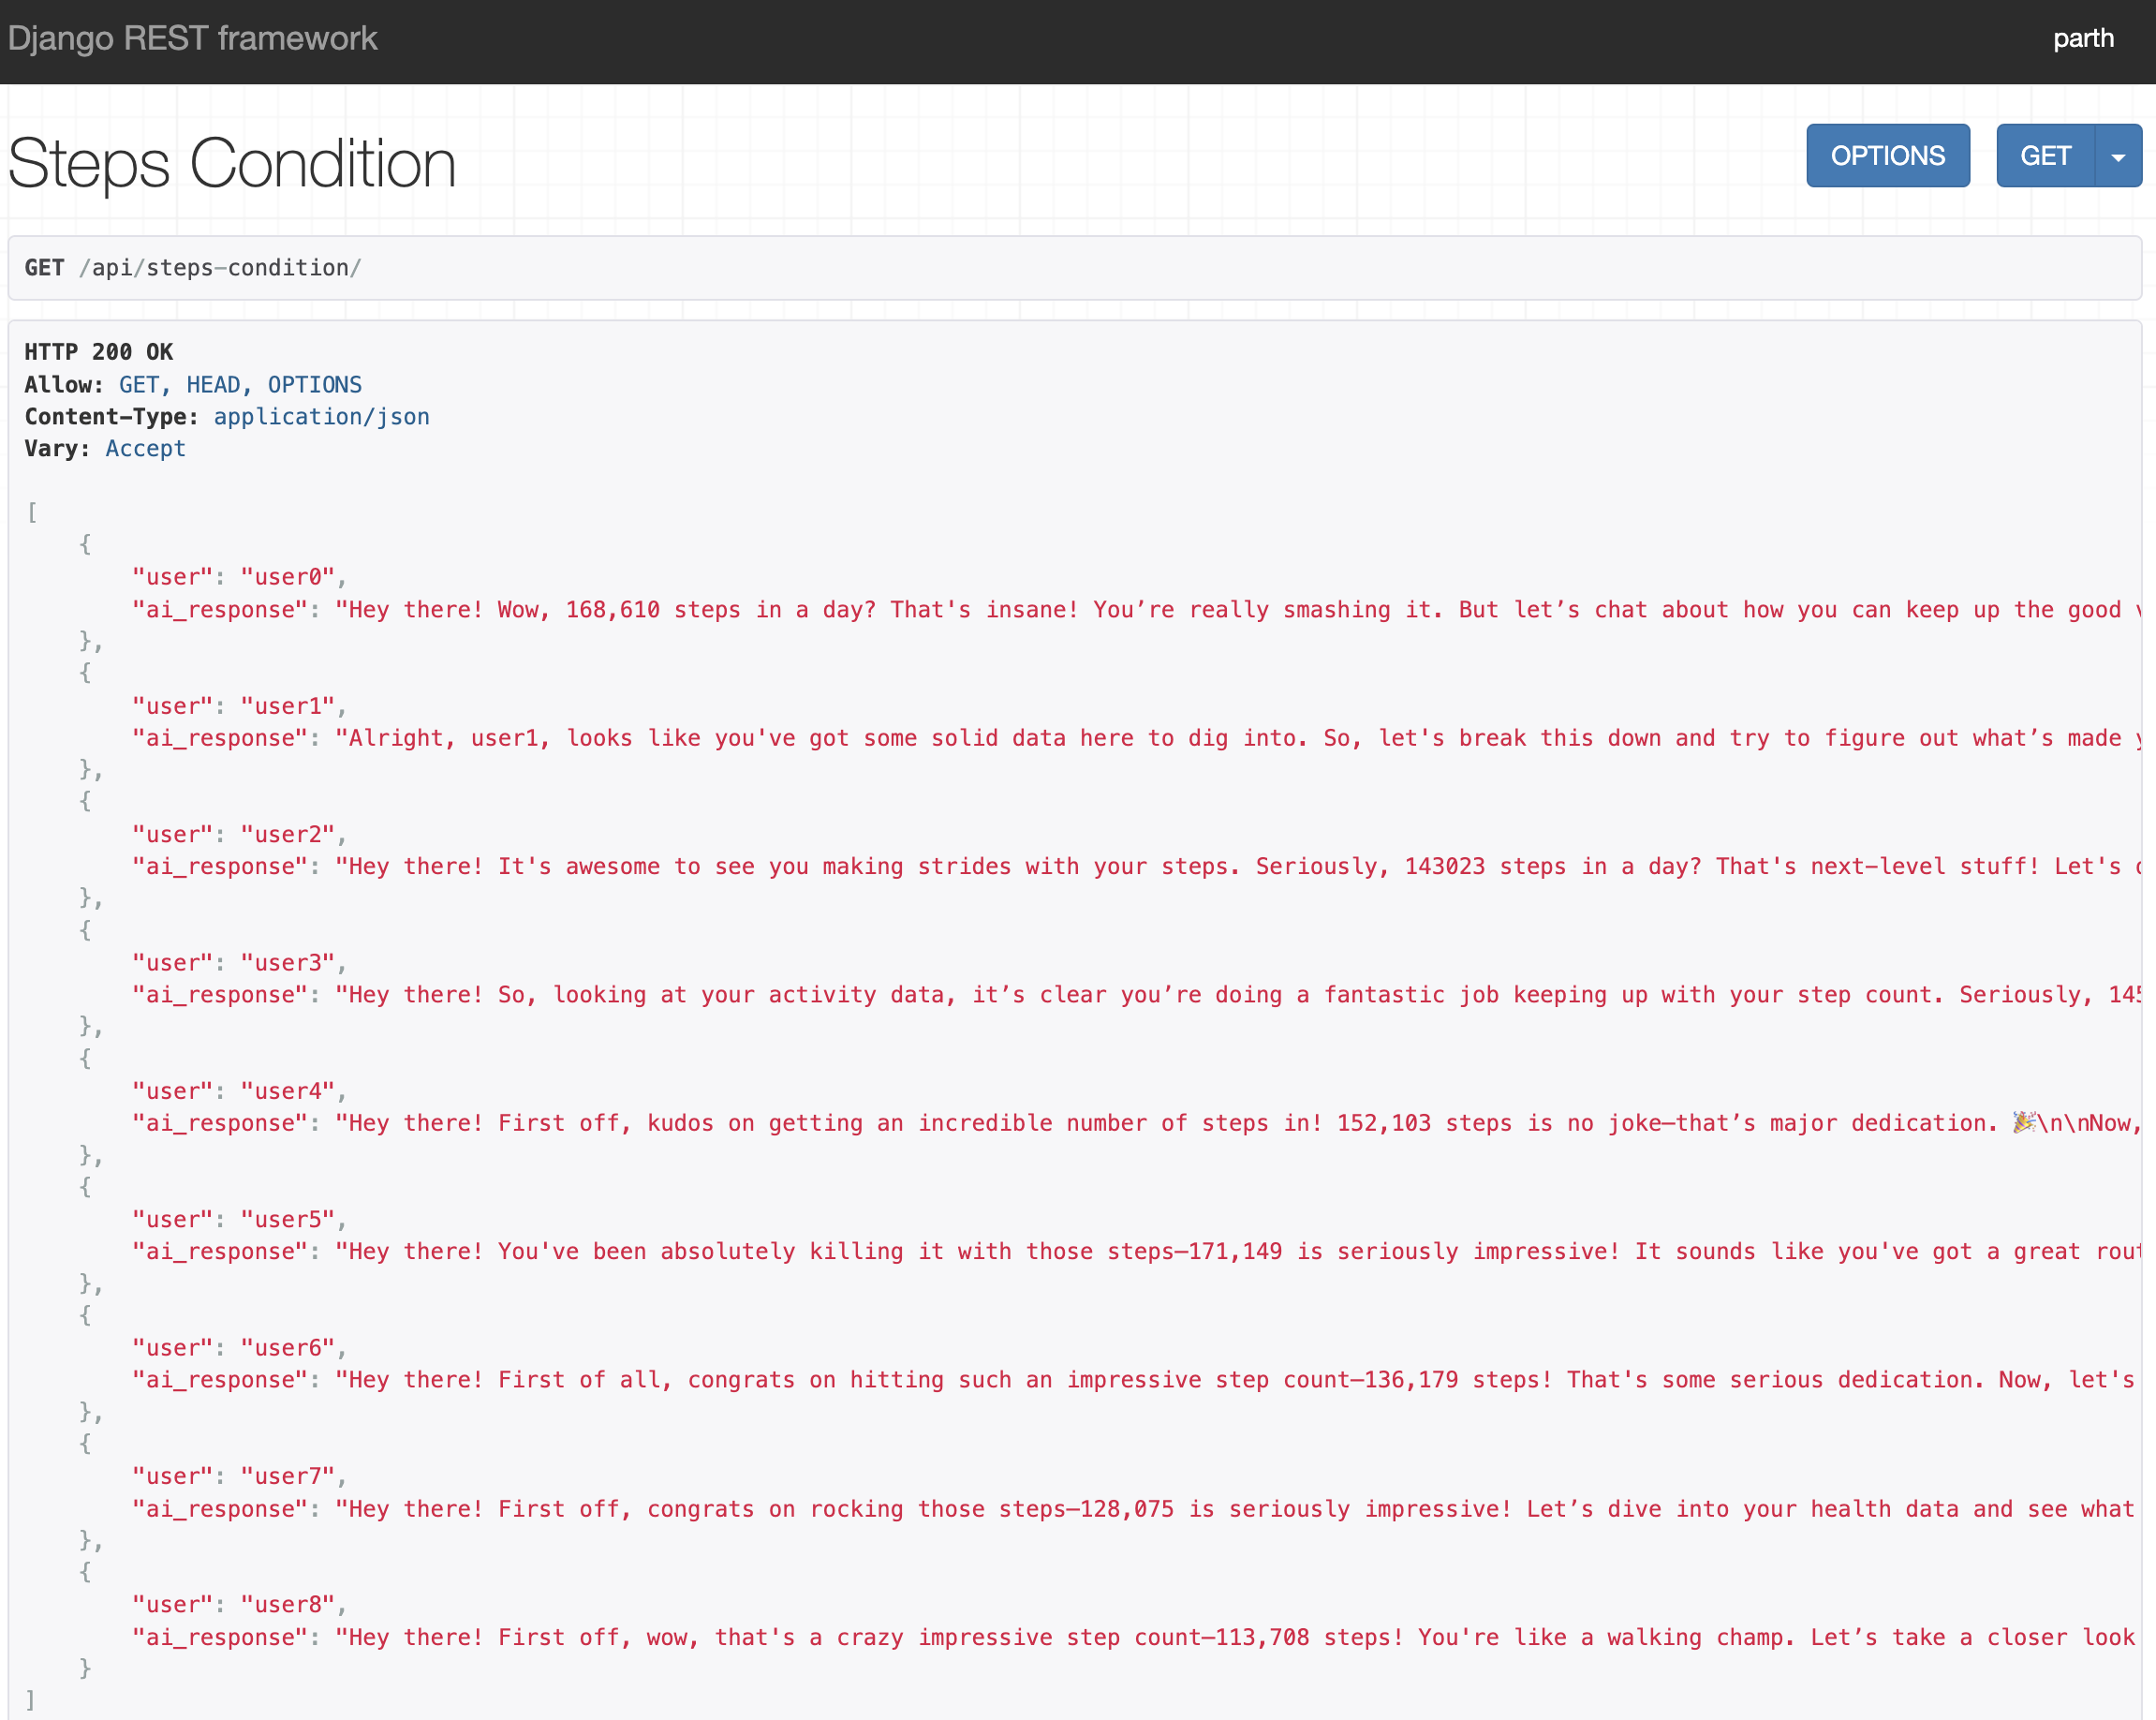 Django REST framework
parth
Steps Condition
OPTIONS
GET
GET /api/steps-condition/
HTTP 200 OK
Allow: GET, HEAD, OPTIONS
Content-Type: application/json
Vary: Accept
[
    {
        "user": "user0",
        "ai_response": "Hey there! Wow, 168,610 steps in a day? That's insane! You’re really smashing it. But let’s chat about how you can keep up the good
    },
    {
        "user": "user1",
        "ai_response": "Alright, user1, looks like you've got some solid data here to dig into. So, let's break this down and try to figure out what’s made
    },
    {
        "user": "user2",
        "ai_response": "Hey there! It's awesome to see you making strides with your steps. Seriously, 143023 steps in a day? That's next-level stuff! Let's
    },
    {
        "user": "user3",
        "ai_response": "Hey there! So, looking at your activity data, it’s clear you’re doing a fantastic job keeping up with your step count. Seriously,
    },
    {
        "user": "user4",
        "ai_response": "Hey there! First off, kudos on getting an incredible number of steps in! 152,103 steps is no joke—that’s major dedication. 🎉\n\nNow,
    },
    {
        "user": "user5",
        "ai_response": "Hey there! You've been absolutely killing it with those steps—171,149 is seriously impressive! It sounds like you've got a great
    },
    {
        "user": "user6",
        "ai_response": "Hey there! First of all, congrats on hitting such an impressive step count—136,179 steps! That's some serious dedication. Now, let's
    },
    {
        "user": "user7",
        "ai_response": "Hey there! First off, congrats on rocking those steps—128,075 is seriously impressive! Let’s dive into your health data and see what
    },
    {
        "user": "user8",
        "ai_response": "Hey there! First off, wow, that's a crazy impressive step count—113,708 steps! You're like a walking champ. Let’s take a closer look
    }
]